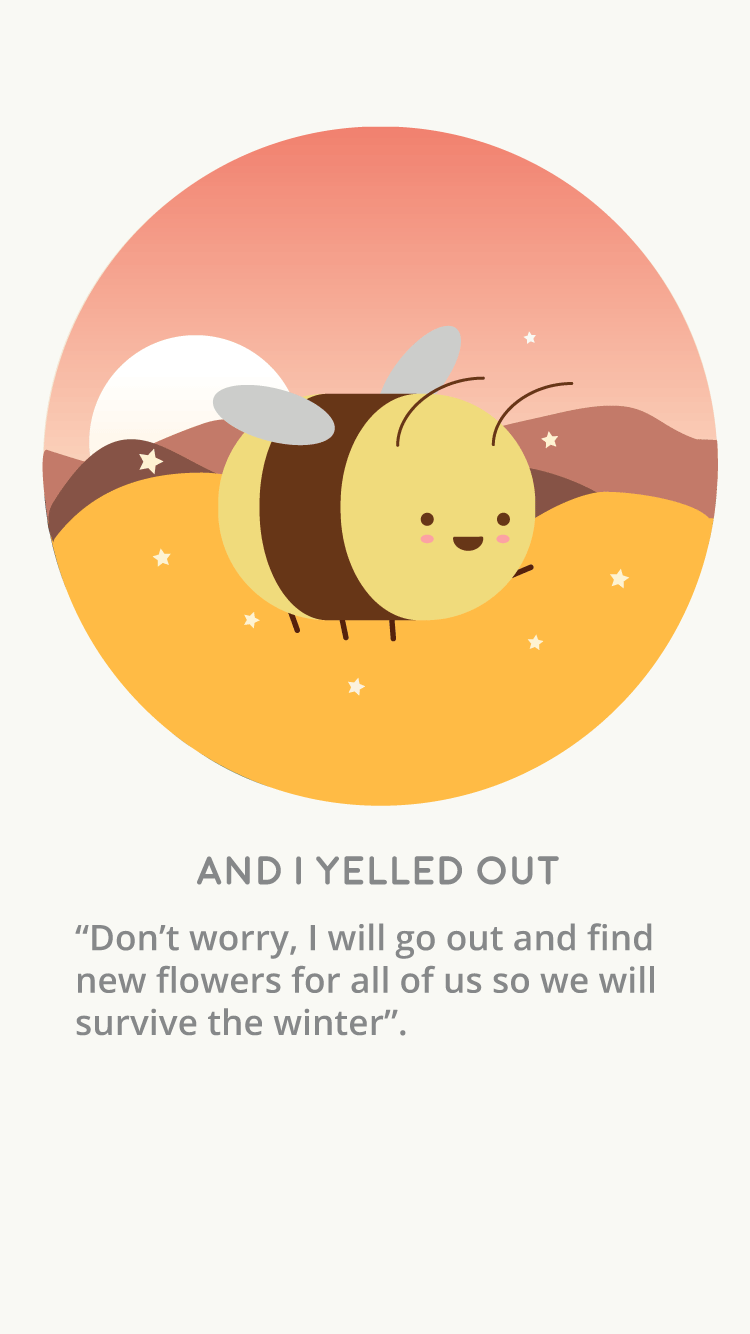 AND I YELLED OUT
“Don’t worry, I will go out and find
new flowers for all of us so we will
survive the winter”.